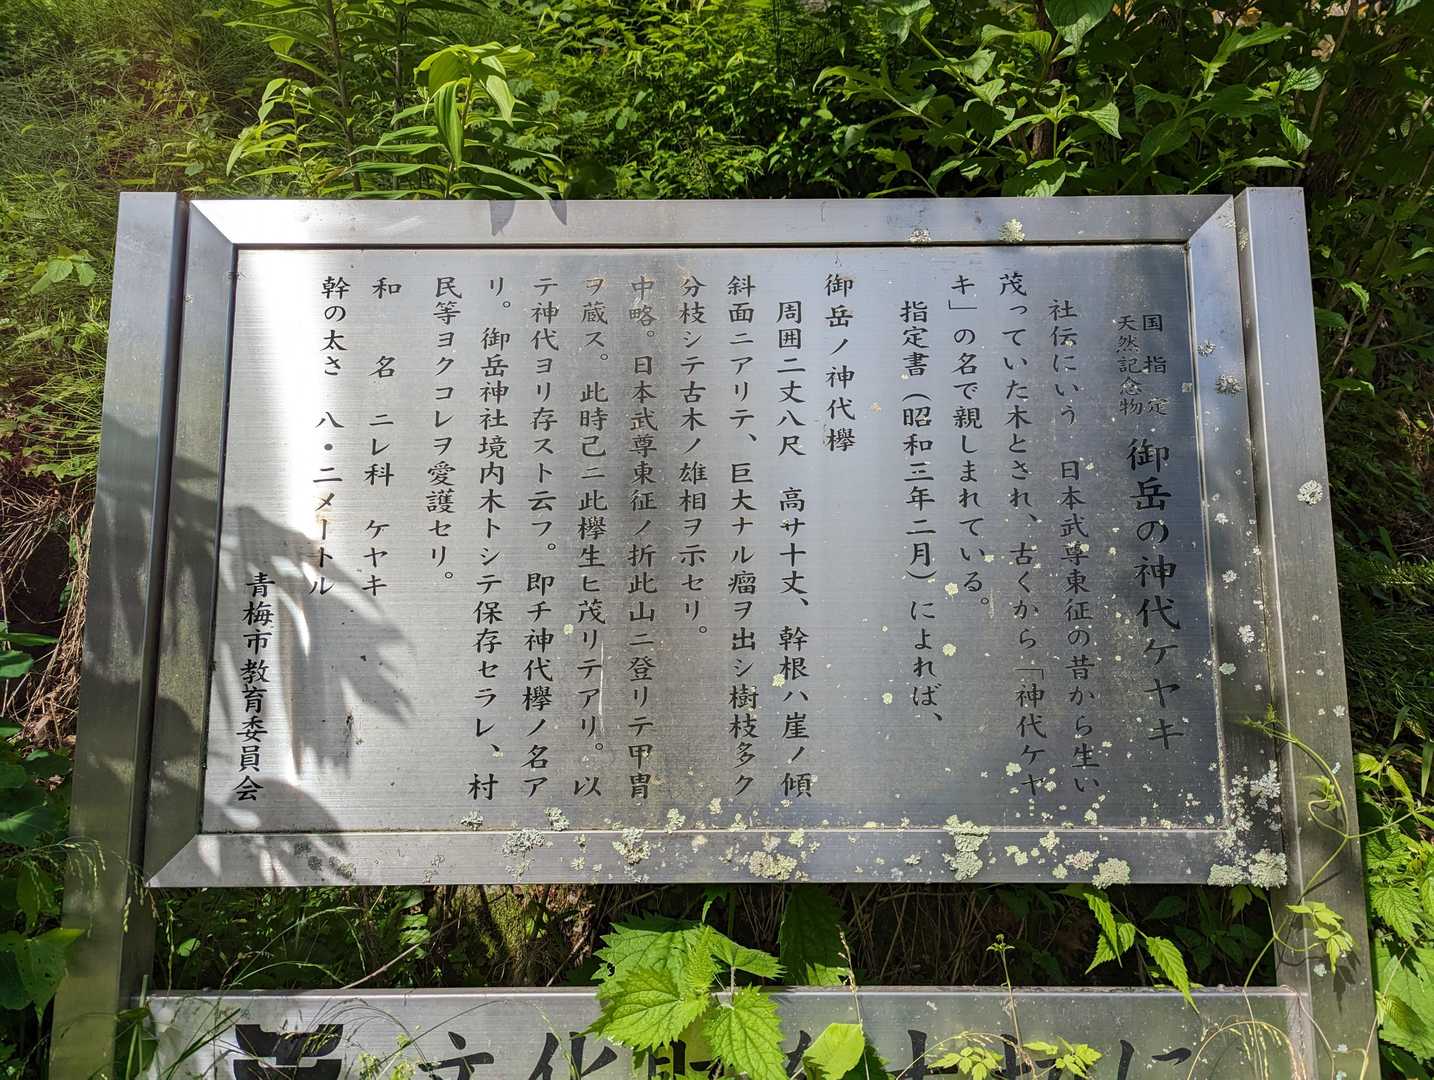 国指定
天然記念物
御岳の神代ケヤキ
社伝にいう 日本武尊東征の昔から生い
茂っていた木とされ、古くから「神代ケヤ
キ」の名で親しまれている。
指定書(昭和三年二月)によれば、
御岳ノ神代欅
周囲二丈八尺 高サ十丈、幹根ハ崖ノ傾
斜面ニアリテ、巨大ナル瘤ヲ出シ樹枝多ク
分枝シテ古木ノ雄相ヲ示セリ。
中略。日本武尊東征ノ折此山ニ登リテ甲冑
ヲ蔵ス。此時己ニ此欅生ヒ茂リテアリ。以
テ神代ヨリ存スト云フ。即チ神代欅ノ名ア
リ。御岳神社境内木トシテ保存セラレ、村
民等ヨクコレヲ愛護セリ。
和 名 ニレ科 ケヤキ
幹の太さ 八・二メートル
青梅市教育委員会
文化財を大切に